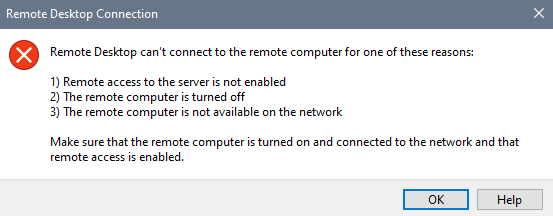 Remote Desktop Connection
Remote Desktop can't connect to the remote computer for one of these reasons:
1) Remote access to the server is not enabled
2) The remote computer is turned off
3) The remote computer is not available on the network
Make sure that the remote computer is turned on and connected to the network and that
remote access is enabled.
OK
Help